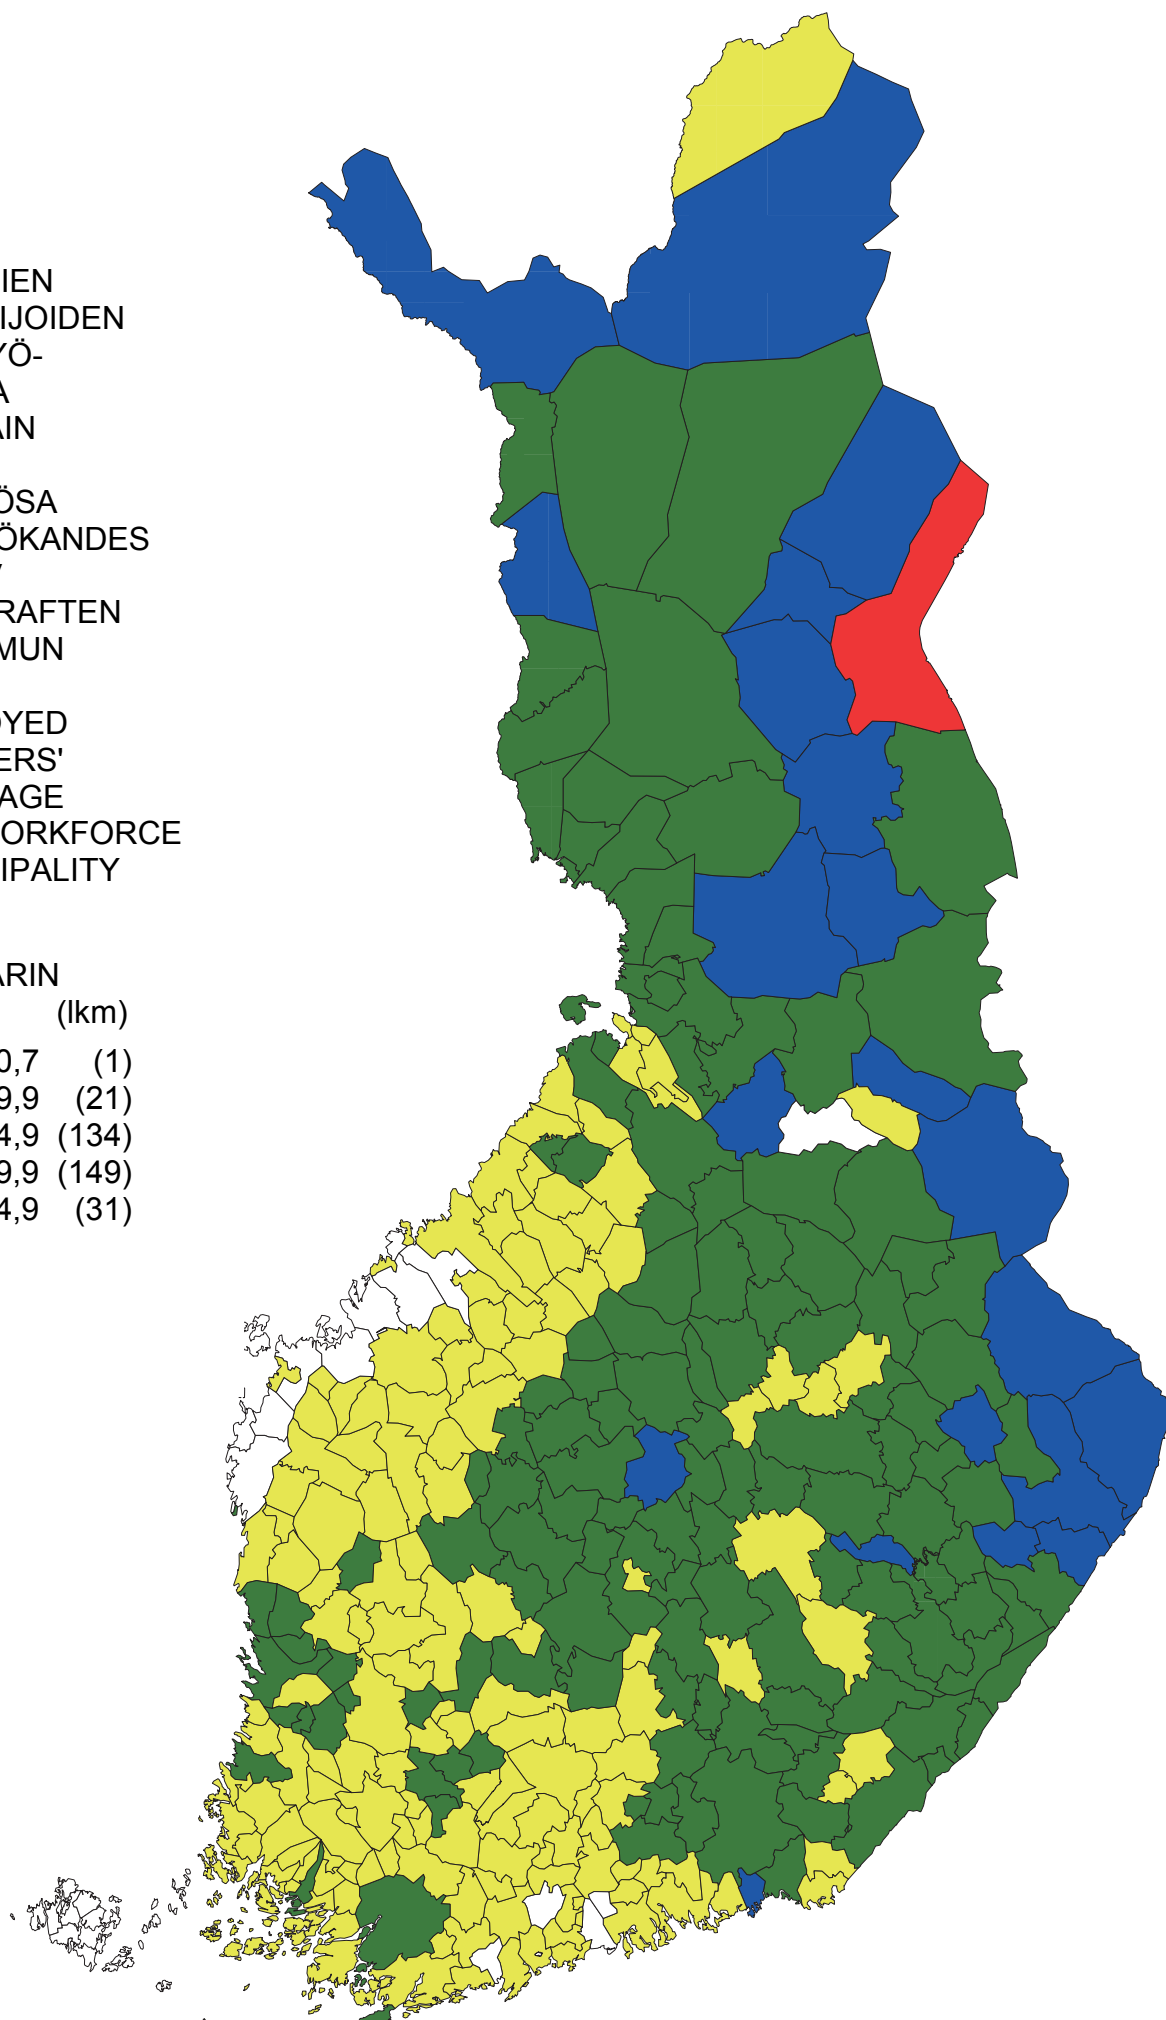 IEN
IJOIDEN
YÖ-
A
AIN
ÖSA
ÖKANDES
V
RAFTEN
MUN
OYED
ERS'
AGE
ORKFORCE
IPALITY
ARIN
(lkm)
0,7 (1)
9,9 (21)
4,9 (134)
9,9 (149)
4,9 (31)